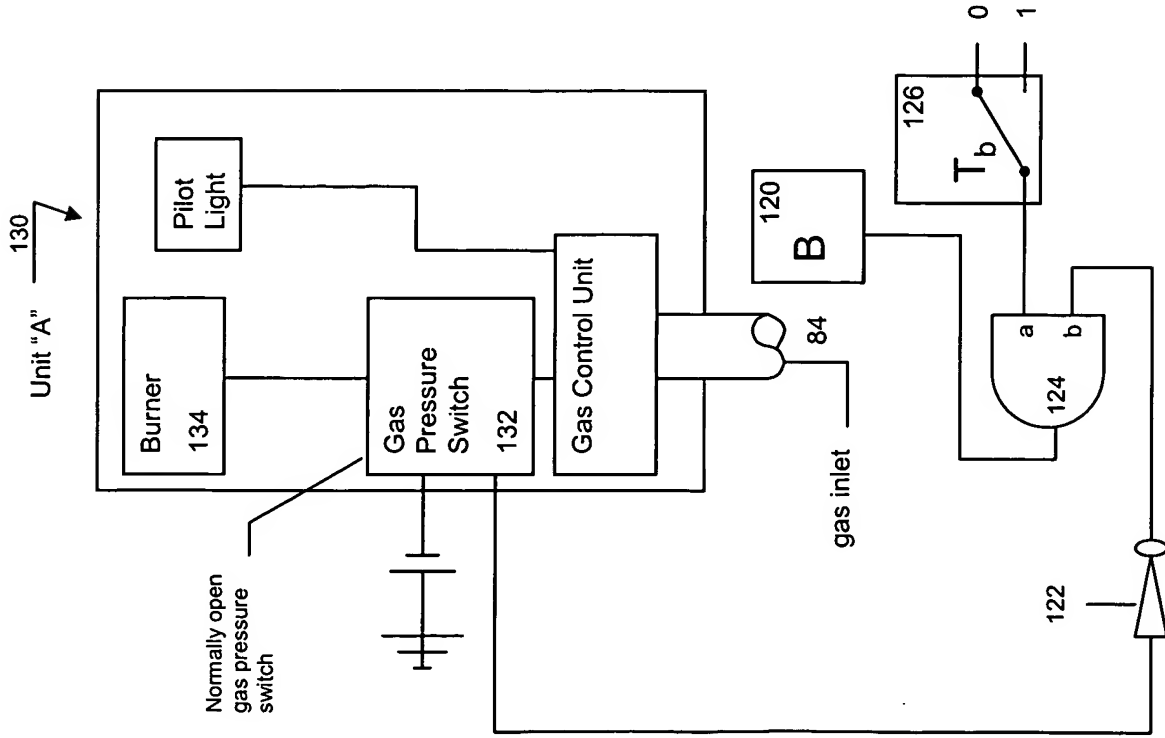 130
Unit "A"
Burner
134
Pilot
Light
Gas
Pressure
Switch
132
Gas Control Unit
Normally open
gas pressure
switch
84
gas inlet
120
B
126
T b
0
1
a
b
124
122